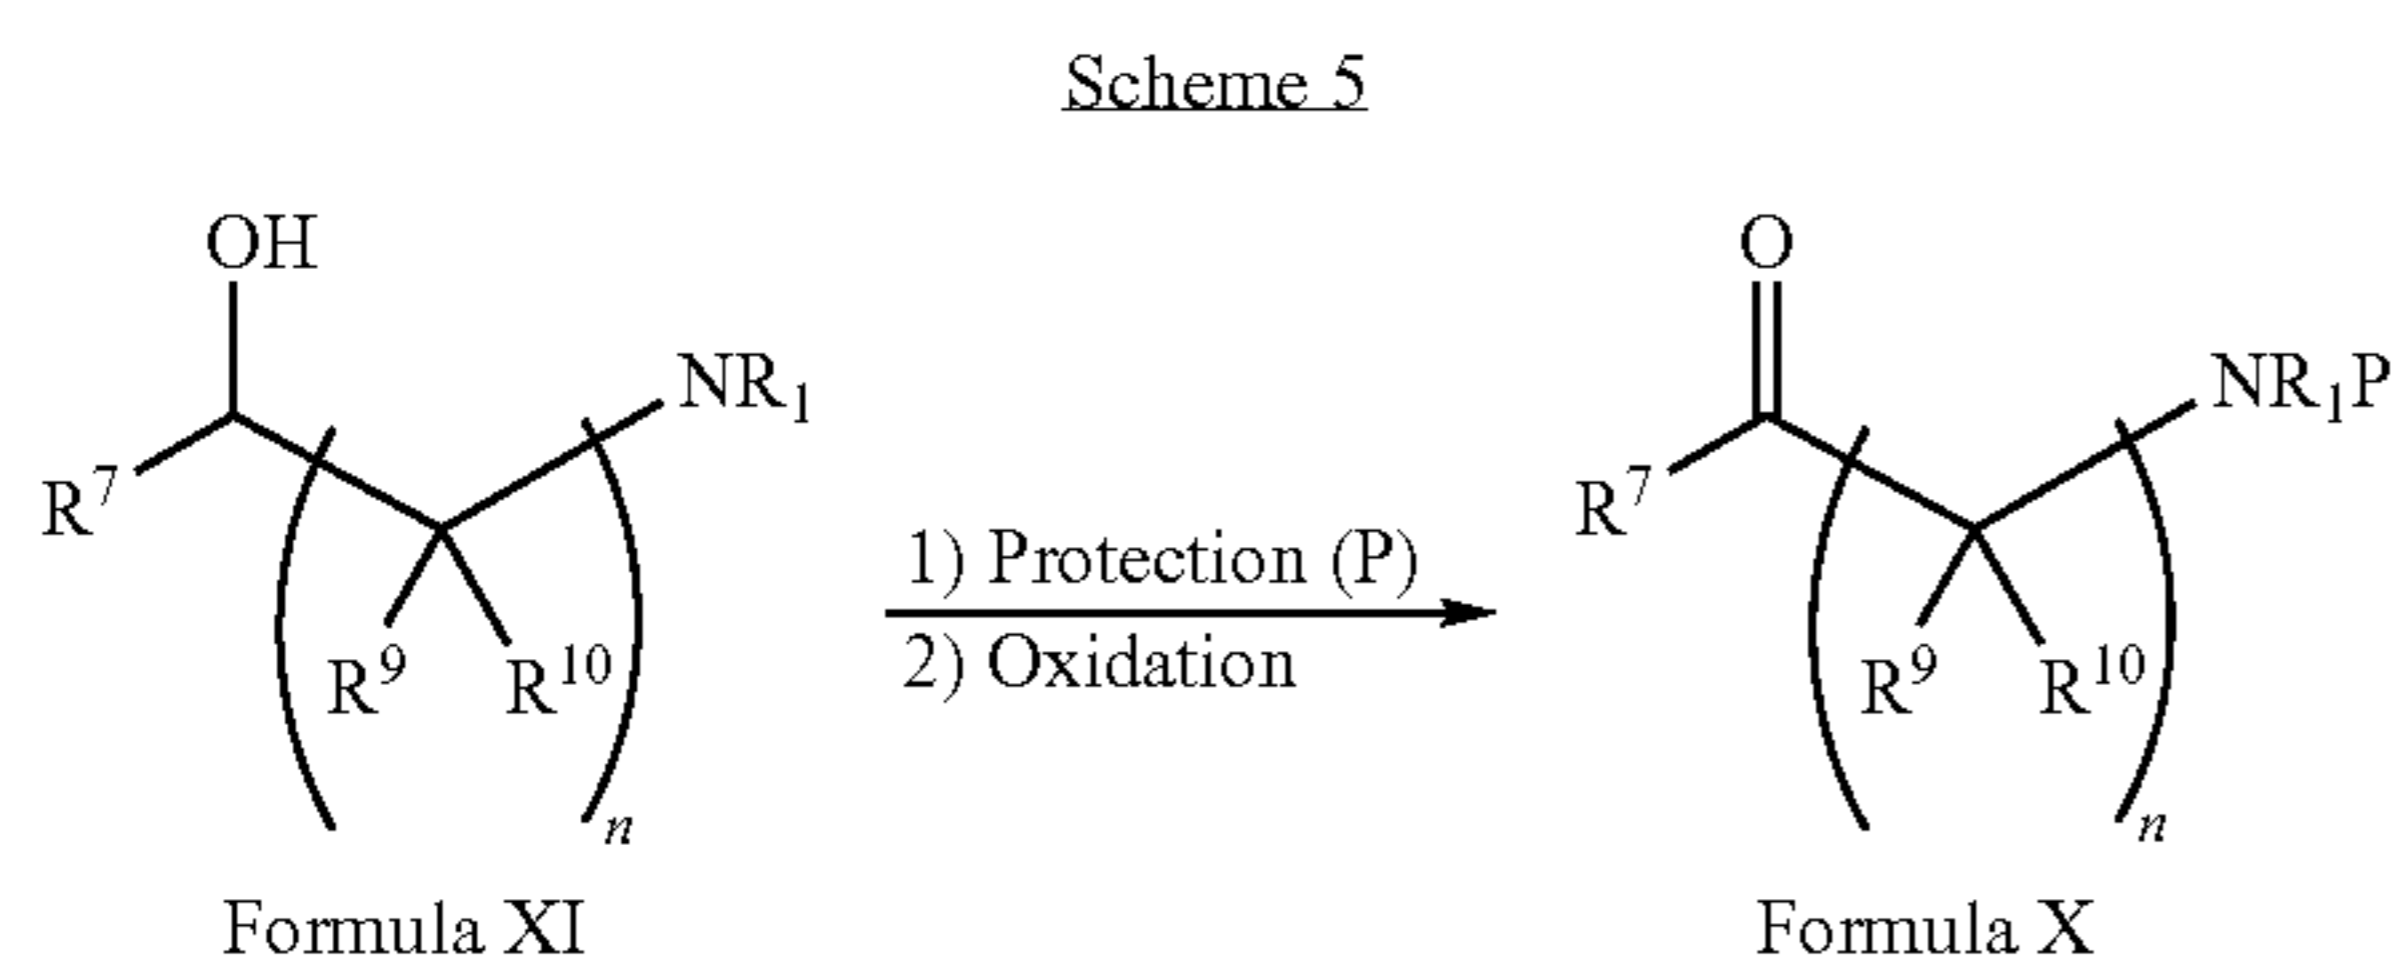 Scheme 5
OH
NR₁
R⁷
R⁹
R¹⁰
n
Formula XI
1) Protection (P)
2) Oxidation
O
NR₁P
R⁷
R⁹
R¹⁰
n
Formula X